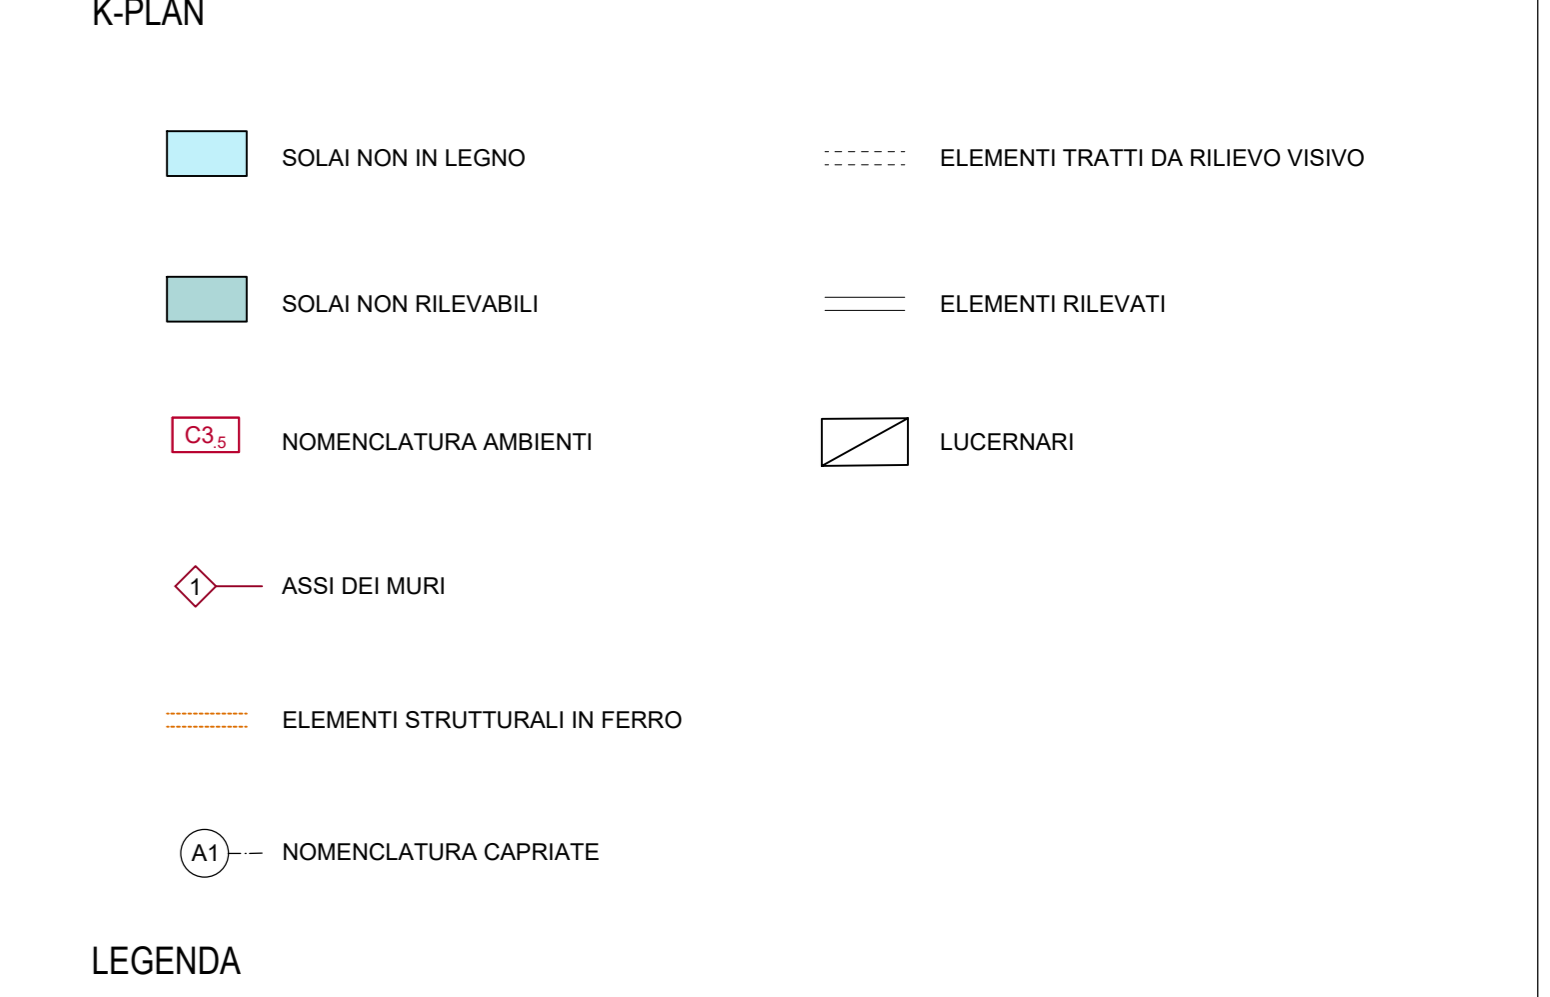 K-PLAN
SOLAI NON IN LEGNO
ELEMENTI TRATTI DA RILIEVO VISIVO
SOLAI NON RILEVABILI
ELEMENTI RILEVATI
C3.5 NOMENCLATURA AMBIENTI
LUCERNARI
1 ASSI DEI MURI
ELEMENTI STRUTTURALI IN FERRO
A1 NOMENCLATURA CAPRIATE
LEGENDA